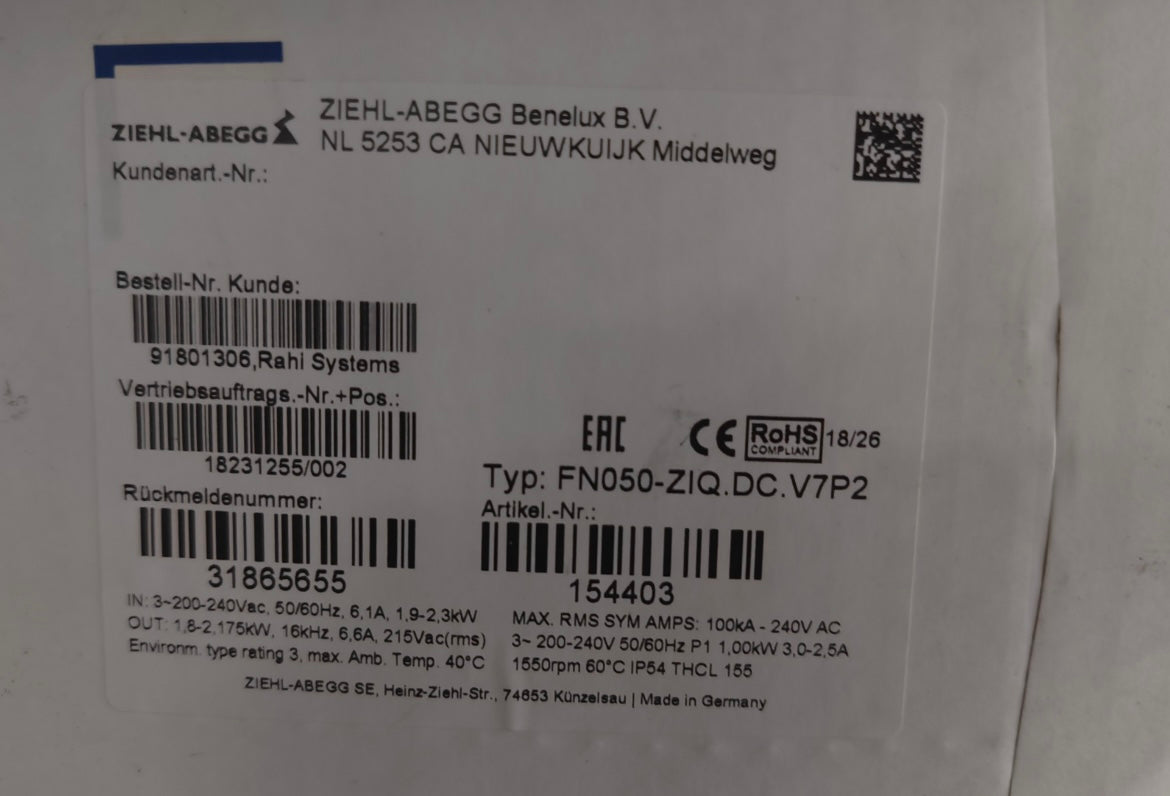 ZIEHL-ABEGG
ZIEHL-ABEGG Benelux B.V.
NL 5253 CA NIEUWKUIJK Middelweg
Kundenart.-Nr.:
Bestell-Nr. Kunde:
91801306,Rahi Systems
Vertriebsauftrags.-Nr.+Pos.:
18231255/002
Rückmeldenummer:
31865655
EAC CE RoHS COMPLIANT 18/26
Typ: FN050-ZIQ.DC.V7P2
Artikel.-Nr.:
154403
IN: 3~200-240Vac, 50/60Hz, 6,1A, 1,9-2,3kW
OUT: 1,8-2,175kW, 16kHz, 6,6A, 215Vac(rms)
Environm. type rating 3, max. Amb. Temp. 40°C
MAX. RMS SYM AMPS: 100kA - 240V AC
3~ 200-240V 50/60Hz P1 1,00kW 3,0-2,5A
1550rpm 60°C IP54 THCL 155
ZIEHL-ABEGG SE, Heinz-Ziehl-Str., 74653 Künzelsau | Made in Germany